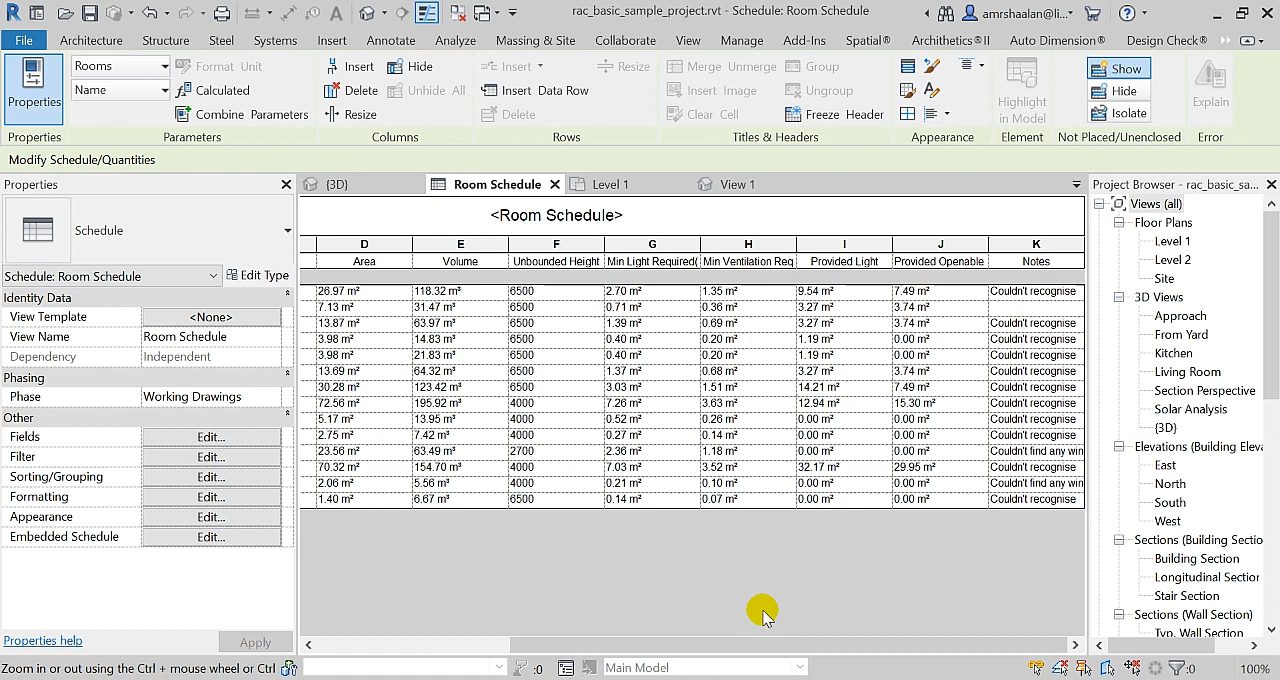 rac_basic_sample_project.rvt - Schedule: Room Schedule
amrshaalan@li...
File Architecture Structure Steel Systems Insert Annotate Analyze Massing & Site Collaborate View Manage Add-Ins Spatial® Archithetics®II Auto Dimension® Design Check®
Properties
Rooms
Name
Format Unit
Calculated
Combine Parameters
Insert Hide
Delete Unhide All
Resize
Insert Resize
Insert Data Row
Delete
Merge Unmerge Group
Insert Image Ungroup
Clear Cell Freeze Header
Highlight
in Model
Show
Hide
Isolate
Explain
Properties Parameters Columns Rows Titles & Headers Appearance Element Not Placed/Unenclosed Error
Modify Schedule/Quantities
Properties
Schedule
Schedule: Room Schedule Edit Type
Identity Data
View Template <None>
View Name Room Schedule
Dependency Independent
Phasing
Phase Working Drawings
Other
Fields Edit...
Filter Edit...
Sorting/Grouping Edit...
Formatting Edit...
Appearance Edit...
Embedded Schedule Edit...
Properties help Apply
{3D} Room Schedule Level 1 View 1
<Room Schedule>
D E F G H I J K
Area Volume Unbounded Height Min Light Required( Min Ventilation Req Provided Light Provided Openable Notes
26.97 m² 118.32 m³ 6500 2.70 m² 1.35 m² 9.54 m² 7.49 m² Couldn't recognise
7.13 m² 31.47 m³ 6500 0.71 m² 0.36 m² 3.27 m² 3.74 m²
13.87 m² 63.97 m³ 6500 1.39 m² 0.69 m² 3.27 m² 3.74 m² Couldn't recognise
3.98 m² 14.83 m³ 6500 0.40 m² 0.20 m² 1.19 m² 0.00 m² Couldn't recognise
3.98 m² 21.83 m³ 6500 0.40 m² 0.20 m² 1.19 m² 0.00 m² Couldn't recognise
13.69 m² 64.32 m³ 6500 1.37 m² 0.68 m² 3.27 m² 3.74 m² Couldn't recognise
30.28 m² 123.42 m³ 6500 3.03 m² 1.51 m² 14.21 m² 7.49 m² Couldn't recognise
72.56 m² 195.92 m³ 4000 7.26 m² 3.63 m² 12.94 m² 15.30 m² Couldn't recognise
5.17 m² 13.95 m³ 4000 0.52 m² 0.26 m² 0.00 m² 0.00 m² Couldn't recognise
2.75 m² 7.42 m³ 4000 0.27 m² 0.14 m² 0.00 m² 0.00 m² Couldn't recognise
23.56 m² 63.49 m³ 2700 2.36 m² 1.18 m² 0.00 m² 0.00 m² Couldn't find any win
70.32 m² 154.70 m³ 4000 7.03 m² 3.52 m² 32.17 m² 29.95 m² Couldn't recognise
2.06 m² 5.56 m³ 4000 0.21 m² 0.10 m² 0.00 m² 0.00 m² Couldn't find any win
1.40 m² 6.67 m³ 6500 0.14 m² 0.07 m² 0.00 m² 0.00 m² Couldn't recognise
Project Browser - rac_basic_sa...
Views (all)
Floor Plans
Level 1
Level 2
Site
3D Views
Approach
From Yard
Kitchen
Living Room
Section Perspective
Solar Analysis
{3D}
Elevations (Building Eleva
East
North
South
West
Sections (Building Sectio
Building Section
Longitudinal Section
Stair Section
Sections (Wall Section)
Typ. Wall Section
Zoom in or out using the Ctrl + mouse wheel or Ctrl :0 Main Model :0 100%